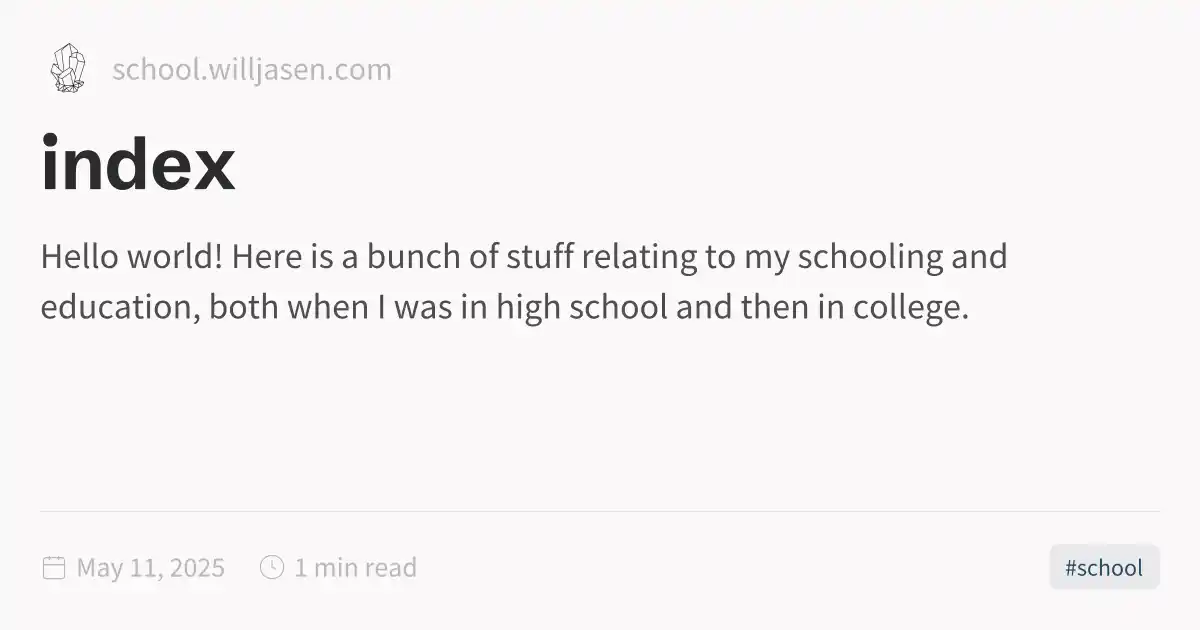 school.willjasen.com
index
Hello world! Here is a bunch of stuff relating to my schooling and
education, both when I was in high school and then in college.
May 11, 2025 1 min read #school